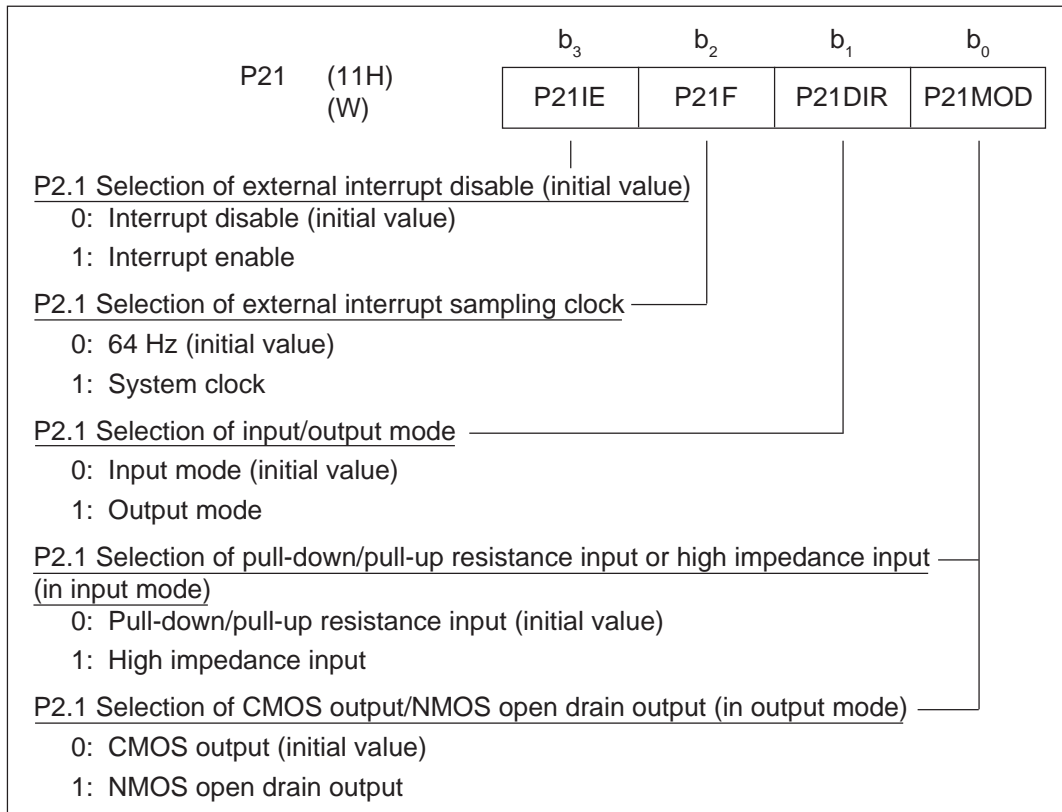 b3 b2 b1 b0
P21 (11H)
(W)
P21IE P21F P21DIR P21MOD
P2.1 Selection of external interrupt disable (initial value)
0: Interrupt disable (initial value)
1: Interrupt enable
P2.1 Selection of external interrupt sampling clock
0: 64 Hz (initial value)
1: System clock
P2.1 Selection of input/output mode
0: Input mode (initial value)
1: Output mode
P2.1 Selection of pull-down/pull-up resistance input or high impedance input
(in input mode)
0: Pull-down/pull-up resistance input (initial value)
1: High impedance input
P2.1 Selection of CMOS output/NMOS open drain output (in output mode)
0: CMOS output (initial value)
1: NMOS open drain output